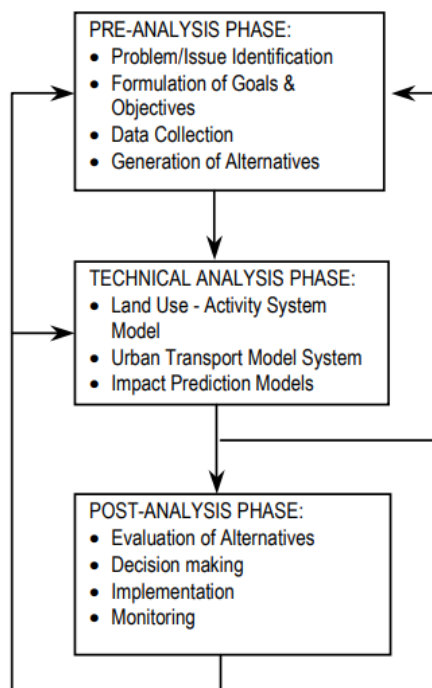 PRE-ANALYSIS PHASE:
• Problem/Issue Identification
• Formulation of Goals &
Objectives
• Data Collection
• Generation of Alternatives
TECHNICAL ANALYSIS PHASE:
• Land Use - Activity System
Model
• Urban Transport Model System
• Impact Prediction Models
POST-ANALYSIS PHASE:
• Evaluation of Alternatives
• Decision making
• Implementation
• Monitoring